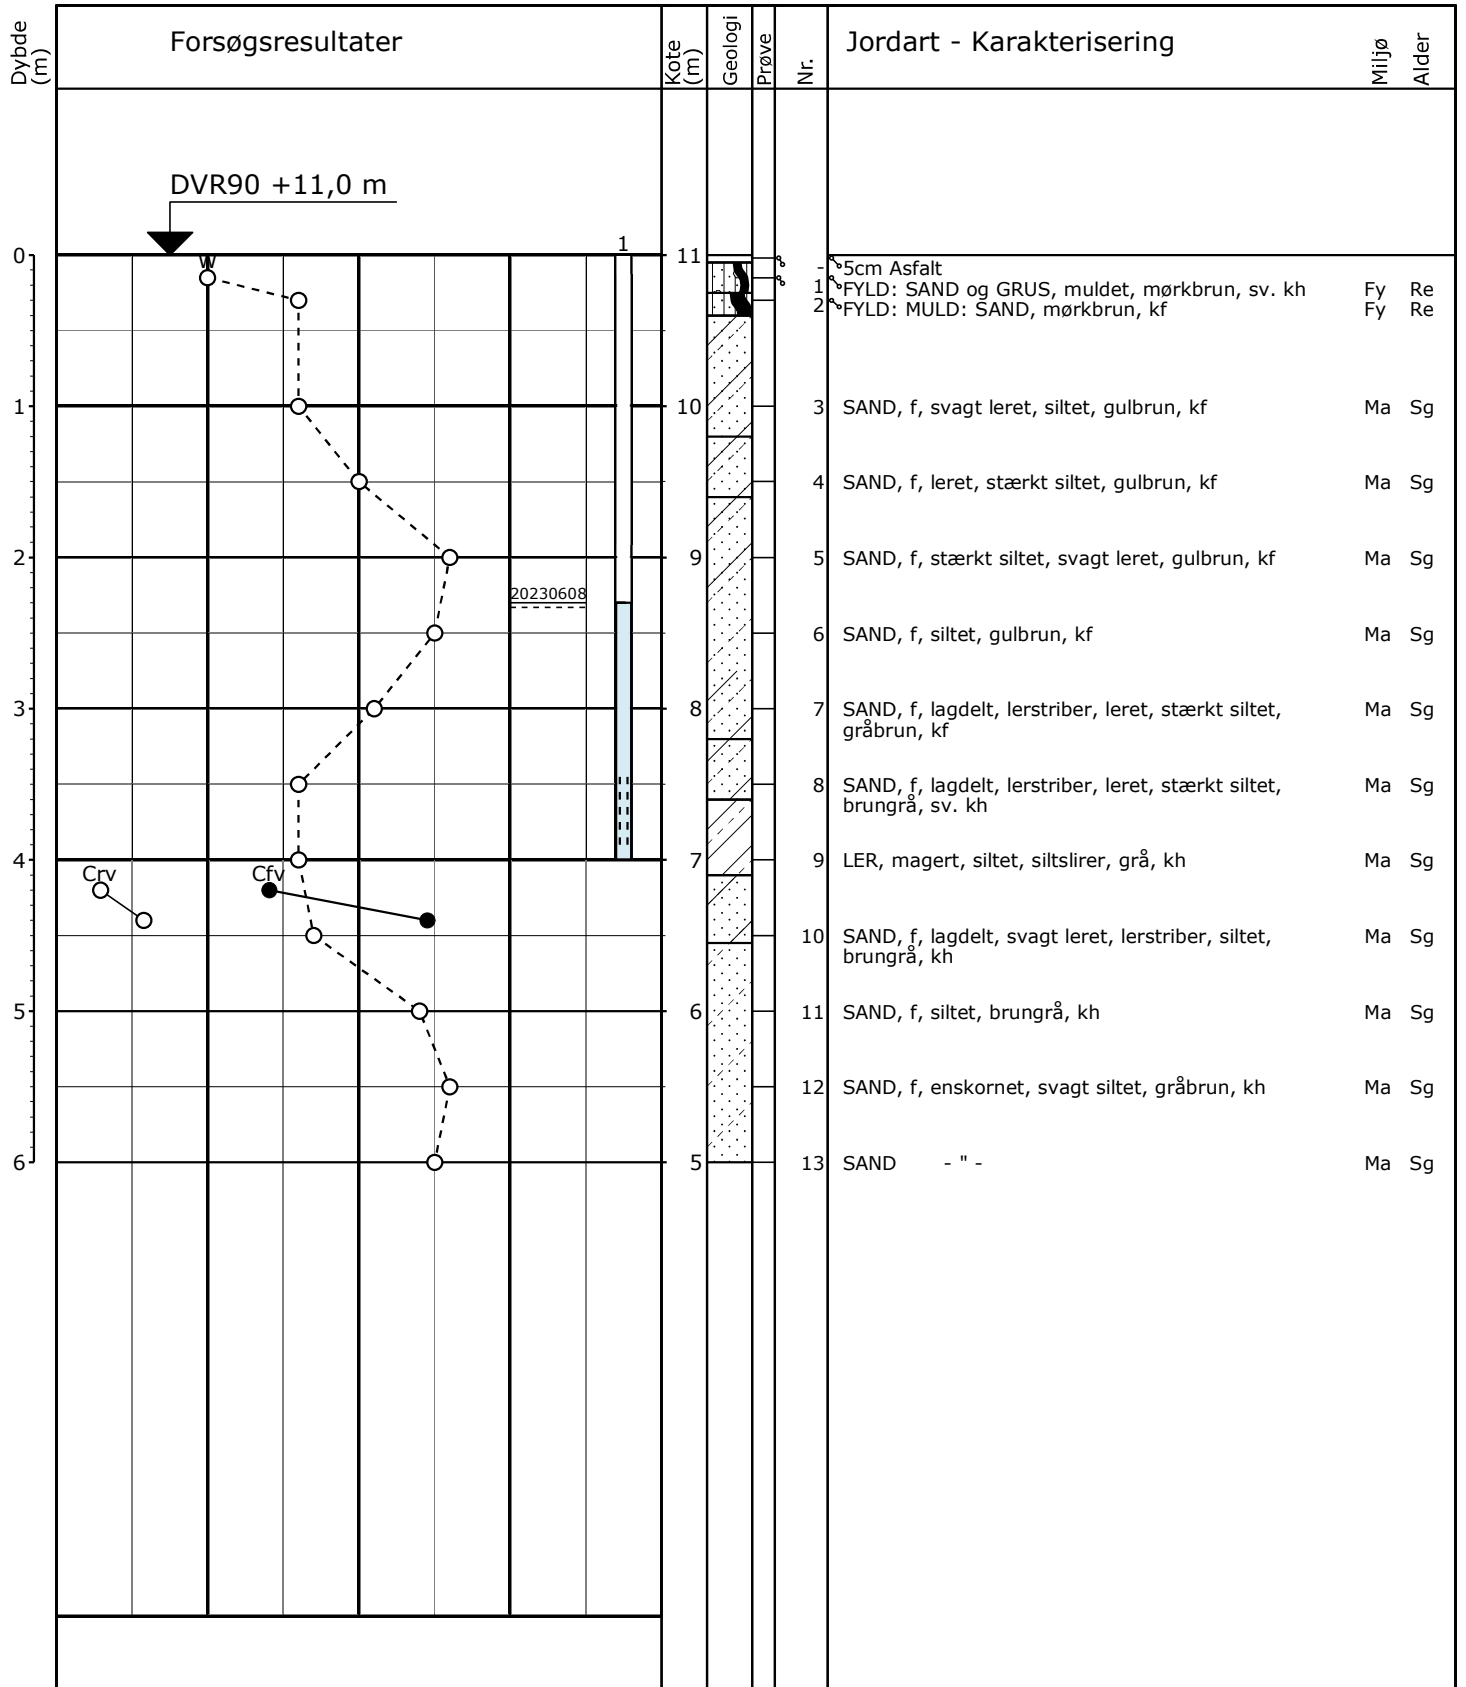 Dybde (m)
Forsøgsresultater
Kote (m)
Geologi
Prøve
Nr.
Jordart - Karakterisering
Miljø
Alder
DVR90 +11,0 m
1
0
W
11
- 5cm Asfalt
1 FYLD: SAND og GRUS, muldet, mørkbrun, sv. kh Fy Re
2 FYLD: MULD: SAND, mørkbrun, kf Fy Re
1 10 3 SAND, f, svagt leret, siltet, gulbrun, kf Ma Sg
4 SAND, f, leret, stærkt siltet, gulbrun, kf Ma Sg
2 9 5 SAND, f, stærkt siltet, svagt leret, gulbrun, kf Ma Sg
20230608
6 SAND, f, siltet, gulbrun, kf Ma Sg
3 8 7 SAND, f, lagdelt, lerstriber, leret, stærkt siltet, Ma Sg
gråbrun, kf
8 SAND, f, lagdelt, lerstriber, leret, stærkt siltet, Ma Sg
brungrå, sv. kh
4 7 9 LER, magert, siltet, siltslirer, grå, kh Ma Sg
Crv Cfv
10 SAND, f, lagdelt, svagt leret, lerstriber, siltet, Ma Sg
brungrå, kh
5 6 11 SAND, f, siltet, brungrå, kh Ma Sg
12 SAND, f, enskornet, svagt siltet, gråbrun, kh Ma Sg
6 5 13 SAND - " - Ma Sg